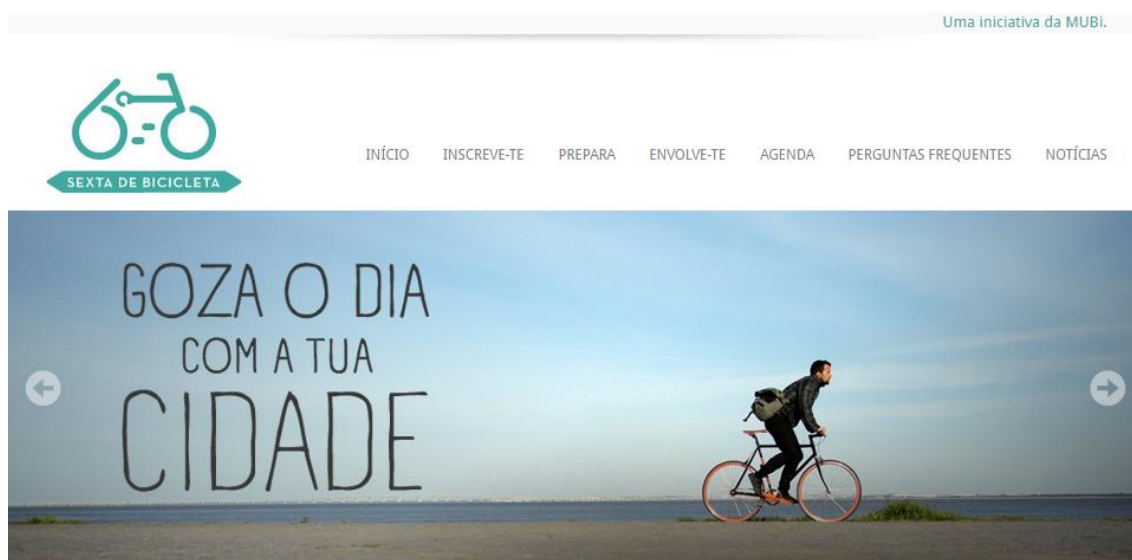 Uma iniciativa da MUBi.
SEXTA DE BICICLETA
INÍCIO INSCREVE-TE PREPARA ENVOLVE-TE AGENDA PERGUNTAS FREQUENTES NOTÍCIAS
GOZA O DIA
COM A TUA
CIDADE